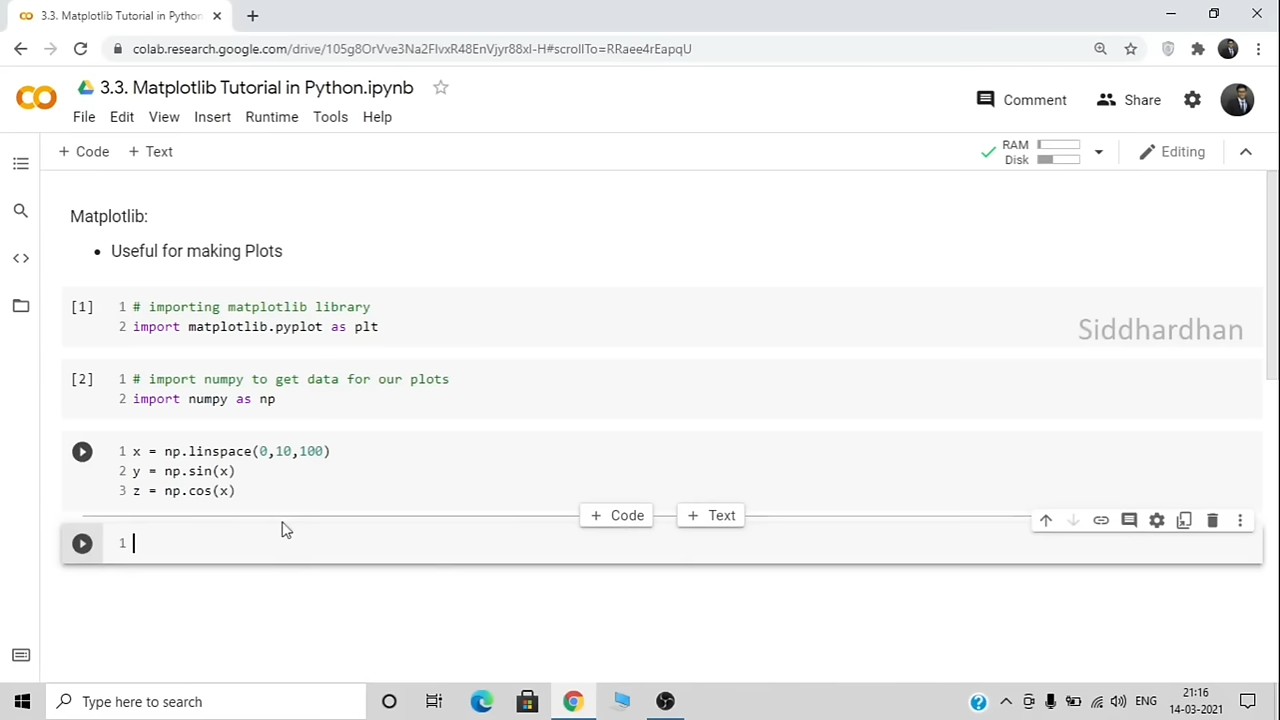 3.3. Matplotlib Tutorial in Python
colab.research.google.com/drive/105g8OrVve3Na2FIvxR48EnVjyr88xI-H#scrollTo=RRaee4rEapqU
3.3. Matplotlib Tutorial in Python.ipynb
Comment
Share
File Edit View Insert Runtime Tools Help
+ Code + Text
RAM
Disk
Editing
Matplotlib:
• Useful for making Plots
[1] 1 # importing matplotlib library
2 import matplotlib.pyplot as plt
Siddhardhan
[2] 1 # import numpy to get data for our plots
2 import numpy as np
1 x = np.linspace(0,10,100)
2 y = np.sin(x)
3 z = np.cos(x)
+ Code + Text
1
Type here to search
ENG
21:16
14-03-2021